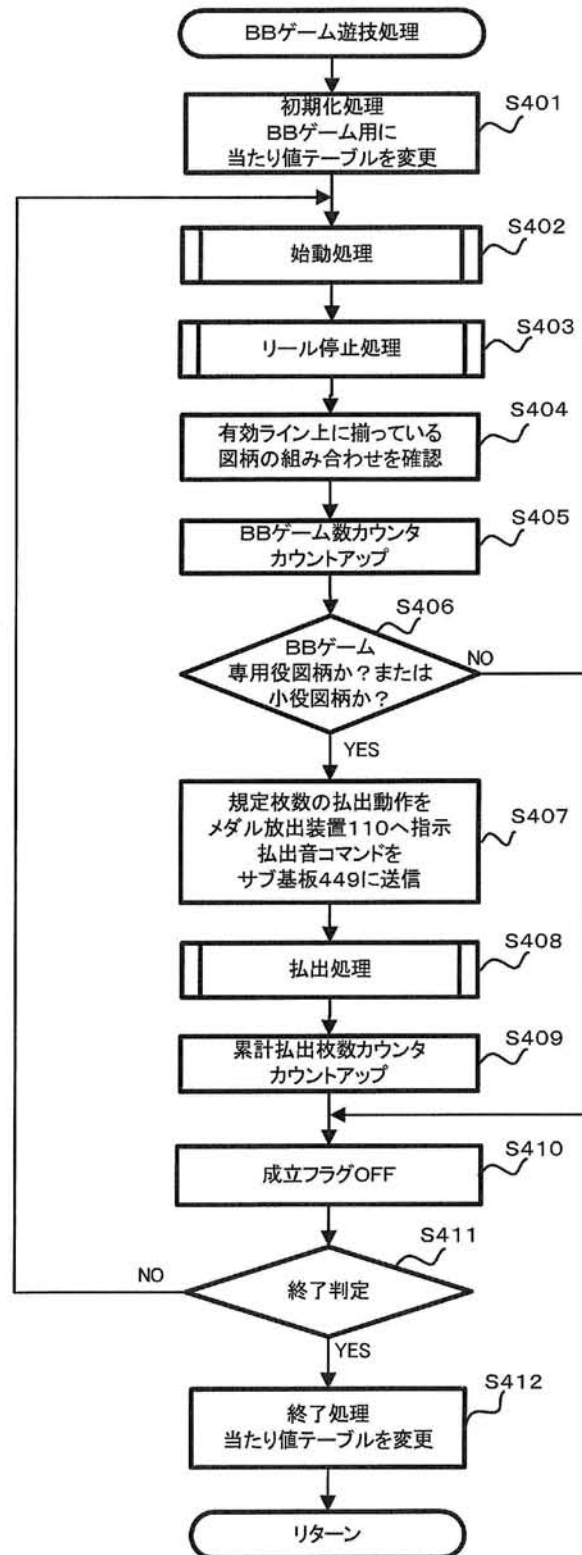 BBゲーム遊技処理
初期化処理
BBゲーム用に
当たり値テーブルを変更
S401
始動処理
S402
リール停止処理
S403
有効ライン上に揃っている
図柄の組み合わせを確認
S404
BBゲーム数カウンタ
カウントアップ
S405
S406
BBゲーム
専用役図柄か?または
小役図柄か?
NO
YES
規定枚数の払出動作を
メダル放出装置110へ指示
払出音コマンドを
サブ基板449に送信
S407
払出処理
S408
累計払出枚数カウンタ
カウントアップ
S409
成立フラグOFF
S410
S411
終了判定
NO
YES
終了処理
当たり値テーブルを変更
S412
リターン